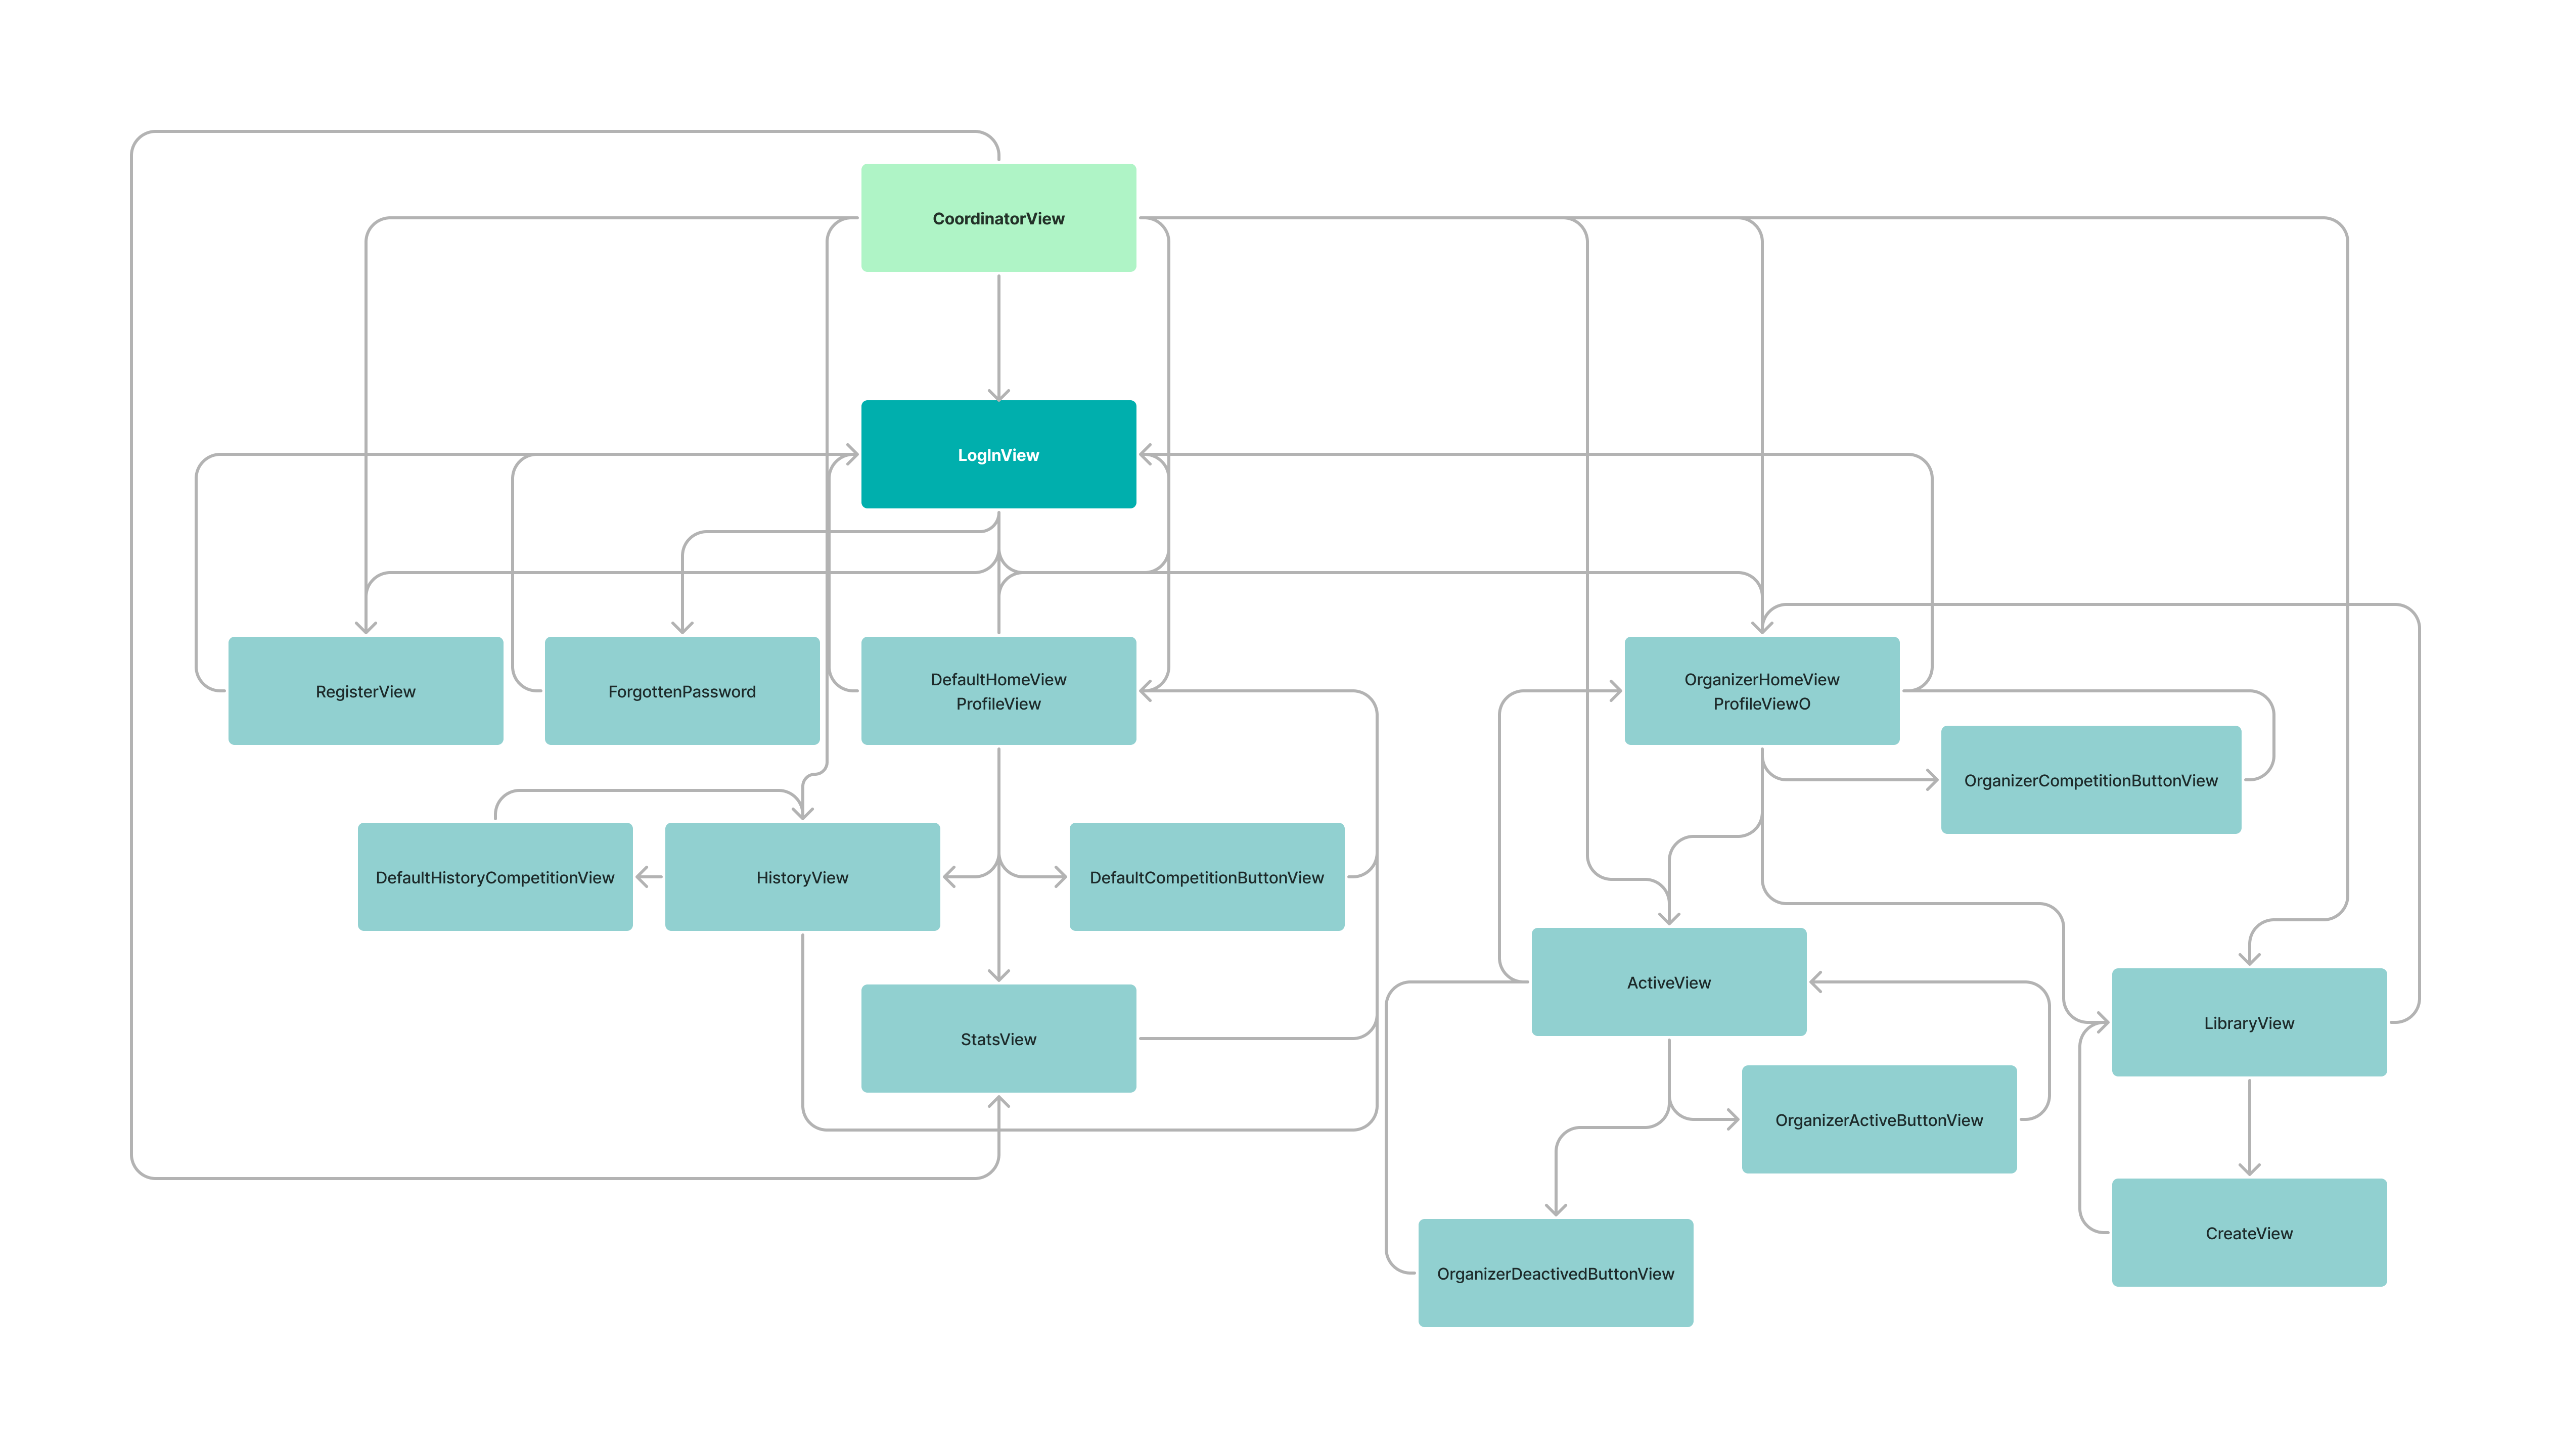 CoordinatorView
LogInView
RegisterView
ForgottenPassword
DefaultHomeView
ProfileView
OrganizerHomeView
ProfileViewO
OrganizerCompetitionButtonView
DefaultHistoryCompetitionView
HistoryView
DefaultCompetitionButtonView
ActiveView
LibraryView
StatsView
OrganizerActiveButtonView
CreateView
OrganizerDeactivedButtonView